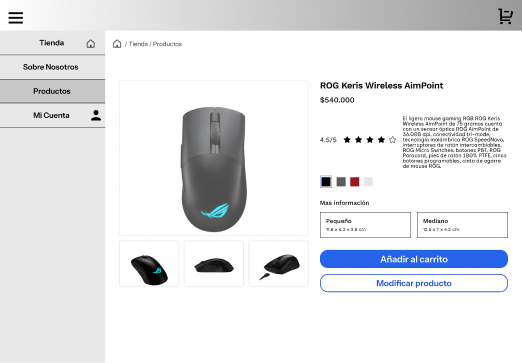 Tienda
Sobre Nosotros
Productos
Mi Cuenta
/ Tienda / Productos
ROG Keris Wireless AimPoint
$540.000
4.5/5
El ligero mouse gaming RGB ROG Keris
Wireless AimPoint de 75 gramos cuenta
con un sensor óptico ROG AimPoint de
36.000 dpi, conectividad tri-mode,
tecnología inalámbrica ROG SpeedNova,
interruptores de ratón intercambiables,
ROG Micro Switches, botones PBT, ROG
Paracord, pies de ratón 100% PTFE, cinco
botones programables, cinta de agarre
de mouse ROG.
Mas información
Pequeño
11.8 x 6.2 x 3.8 cm
Mediano
12.5 x 7 x 4.2 cm
Añadir al carrito
Modificar producto